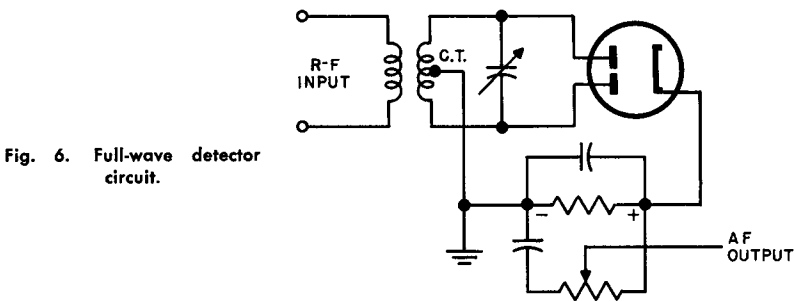 R-F
INPUT
C.T.
Fig. 6. Full-wave detector
circuit.
- +
AF
OUTPUT